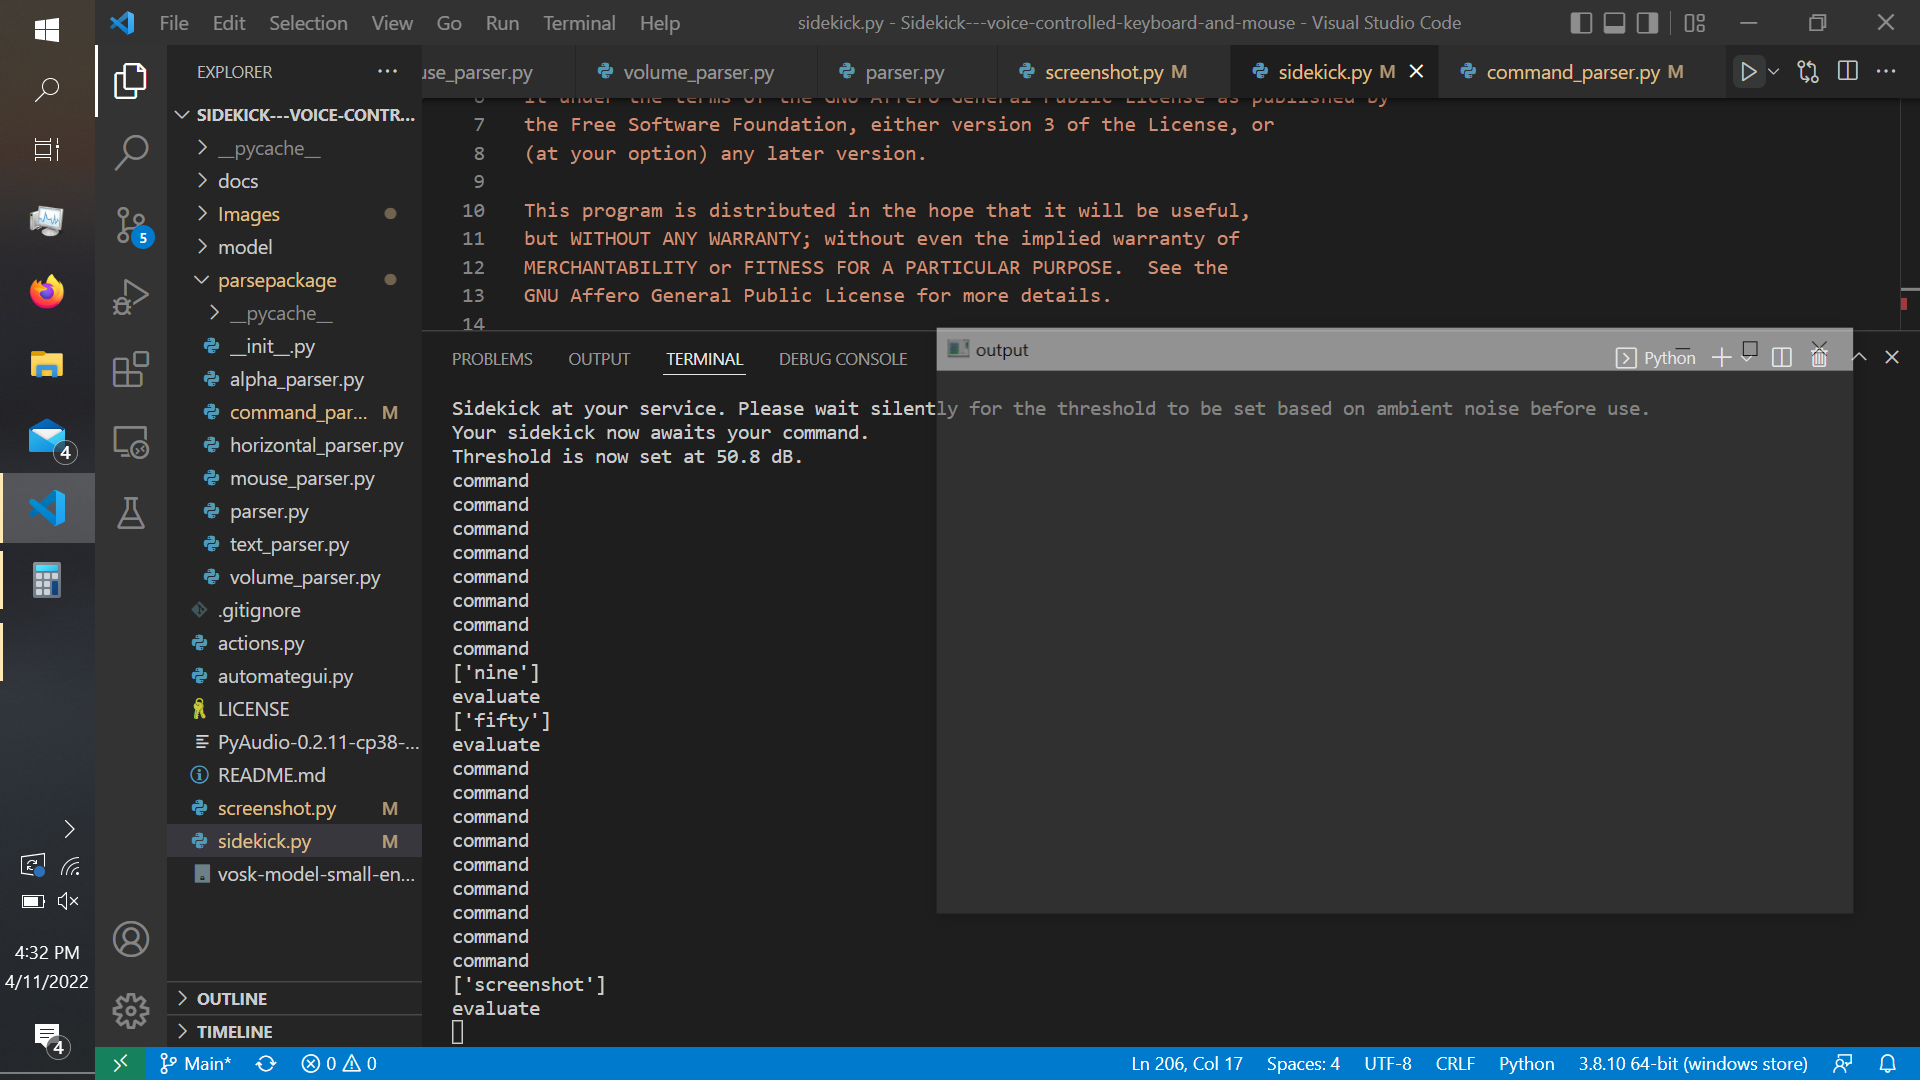 File Edit Selection View Go Run Terminal Help
sidekick.py - Sidekick---voice-controlled-keyboard-and-mouse - Visual Studio Code
EXPLORER
use_parser.py
volume_parser.py
parser.py
screenshot.py M
sidekick.py M
command_parser.py M
SIDEKICK---VOICE-CONTR...
__pycache__
docs
Images
model
parsepackage
__pycache__
__init__.py
alpha_parser.py
command_par... M
horizontal_parser.py
mouse_parser.py
parser.py
text_parser.py
volume_parser.py
.gitignore
actions.py
automategui.py
LICENSE
PyAudio-0.2.11-cp38-...
README.md
screenshot.py M
sidekick.py M
vosk-model-small-en...
OUTLINE
TIMELINE
6 it under the terms of the GNU Affero General Public License as published by
7 the Free Software Foundation, either version 3 of the License, or
8 (at your option) any later version.
9
10 This program is distributed in the hope that it will be useful,
11 but WITHOUT ANY WARRANTY; without even the implied warranty of
12 MERCHANTABILITY or FITNESS FOR A PARTICULAR PURPOSE. See the
13 GNU Affero General Public License for more details.
14
PROBLEMS OUTPUT TERMINAL DEBUG CONSOLE
output
Python
Sidekick at your service. Please wait silently for the threshold to be set based on ambient noise before use.
Your sidekick now awaits your command.
Threshold is now set at 50.8 dB.
command
command
command
command
command
command
command
command
['nine']
evaluate
['fifty']
evaluate
command
command
command
command
command
command
command
command
command
['screenshot']
evaluate
5
4
4:32 PM
4/11/2022
4
Main* 0 0
Ln 206, Col 17 Spaces: 4 UTF-8 CRLF Python 3.8.10 64-bit (windows store)